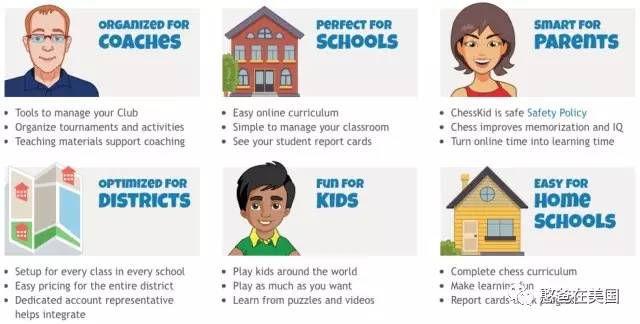 ORGANIZED FOR
COACHES
• Tools to manage your Club
• Organize tournaments and activities
• Teaching materials support coaching
PERFECT FOR
SCHOOLS
• Easy online curriculum
• Simple to manage your classroom
• See your student report cards
SMART FOR
PARENTS
• ChessKid is safe Safety Policy
• Chess improves memorization and IQ
• Turn online time into learning time
OPTIMIZED FOR
DISTRICTS
• Setup for every class in every school
• Easy pricing for the entire district
• Dedicated account representative
helps integrate
FUN FOR
KIDS
• Play kids around the world
• Play as much as you want
• Learn from puzzles and videos
EASY FOR
HOME
SCHOOLS
• Complete chess curriculum
• Make learning fun
• Report cards
憨爸在美国